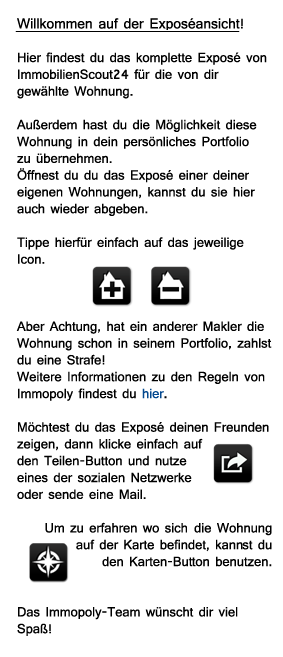 Willkommen auf der Exposéansicht!
Hier findest du das komplette Exposé von
ImmobilienScout24 für die von dir
gewählte Wohnung.
Außerdem hast du die Möglichkeit diese
Wohnung in dein persönliches Portfolio
zu übernehmen.
Öffnest du du das Exposé einer deiner
eigenen Wohnungen, kannst du sie hier
auch wieder abgeben.
Tippe hierfür einfach auf das jeweilige
Icon.
Aber Achtung, hat ein anderer Makler die
Wohnung schon in seinem Portfolio, zahlst
du eine Strafe!
Weitere Informationen zu den Regeln von
Immopoly findest du hier.
Möchtest du das Exposé deinen Freunden
zeigen, dann klicke einfach auf
den Teilen-Button und nutze
eines der sozialen Netzwerke
oder sende eine Mail.
Um zu erfahren wo sich die Wohnung
auf der Karte befindet, kannst du
den Karten-Button benutzen.
Das Immopoly-Team wünscht dir viel
Spaß!